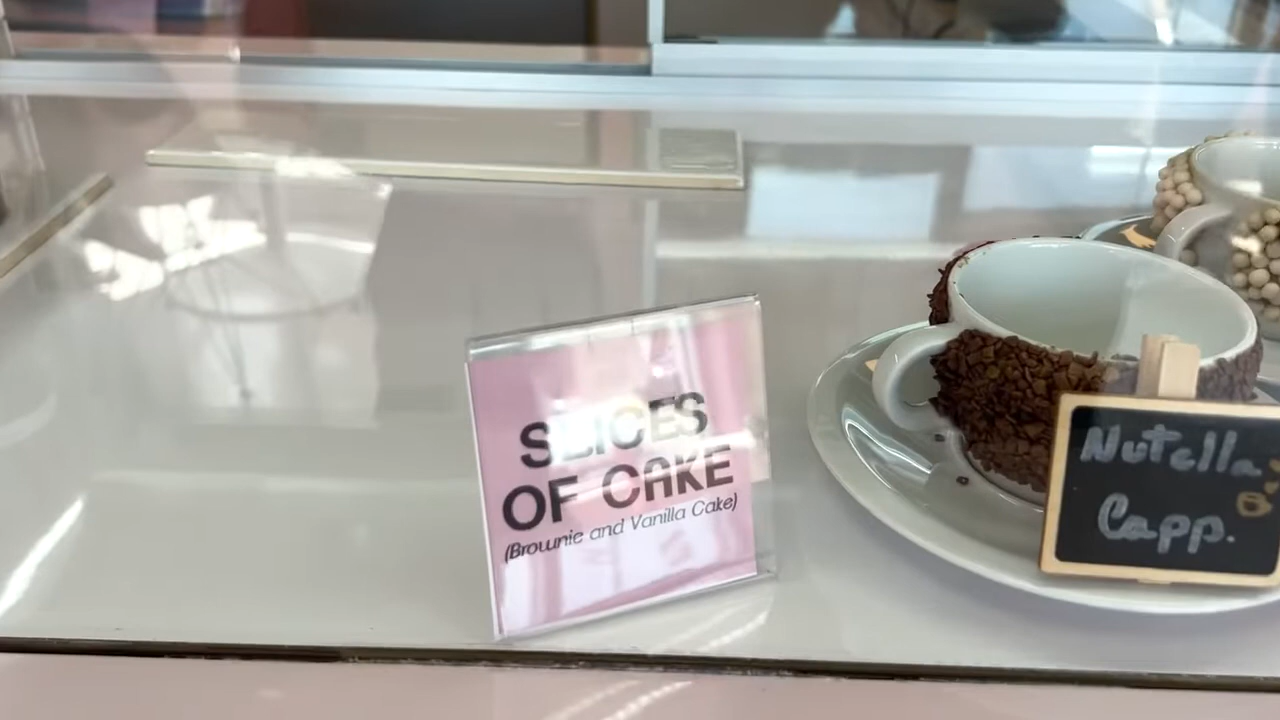 SLICES
OF CAKE
(Brownie and Vanilla Cake)
Nutella
Capp.